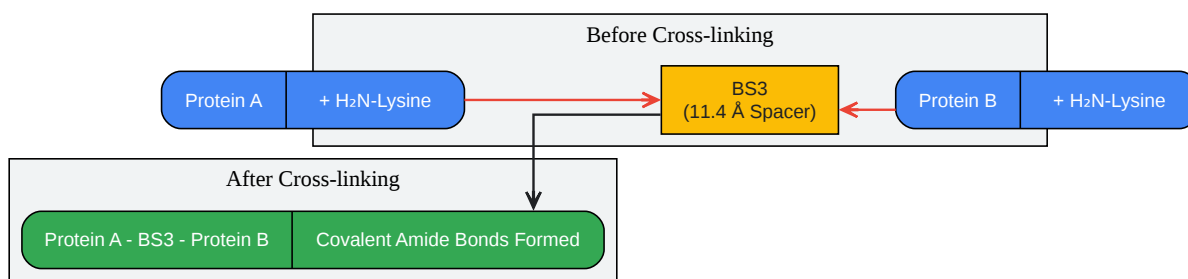 Before Cross-linking
Protein A
+ H₂N-Lysine
BS3
(11.4 Å Spacer)
Protein B
+ H₂N-Lysine
After Cross-linking
Protein A - BS3 - Protein B
Covalent Amide Bonds Formed